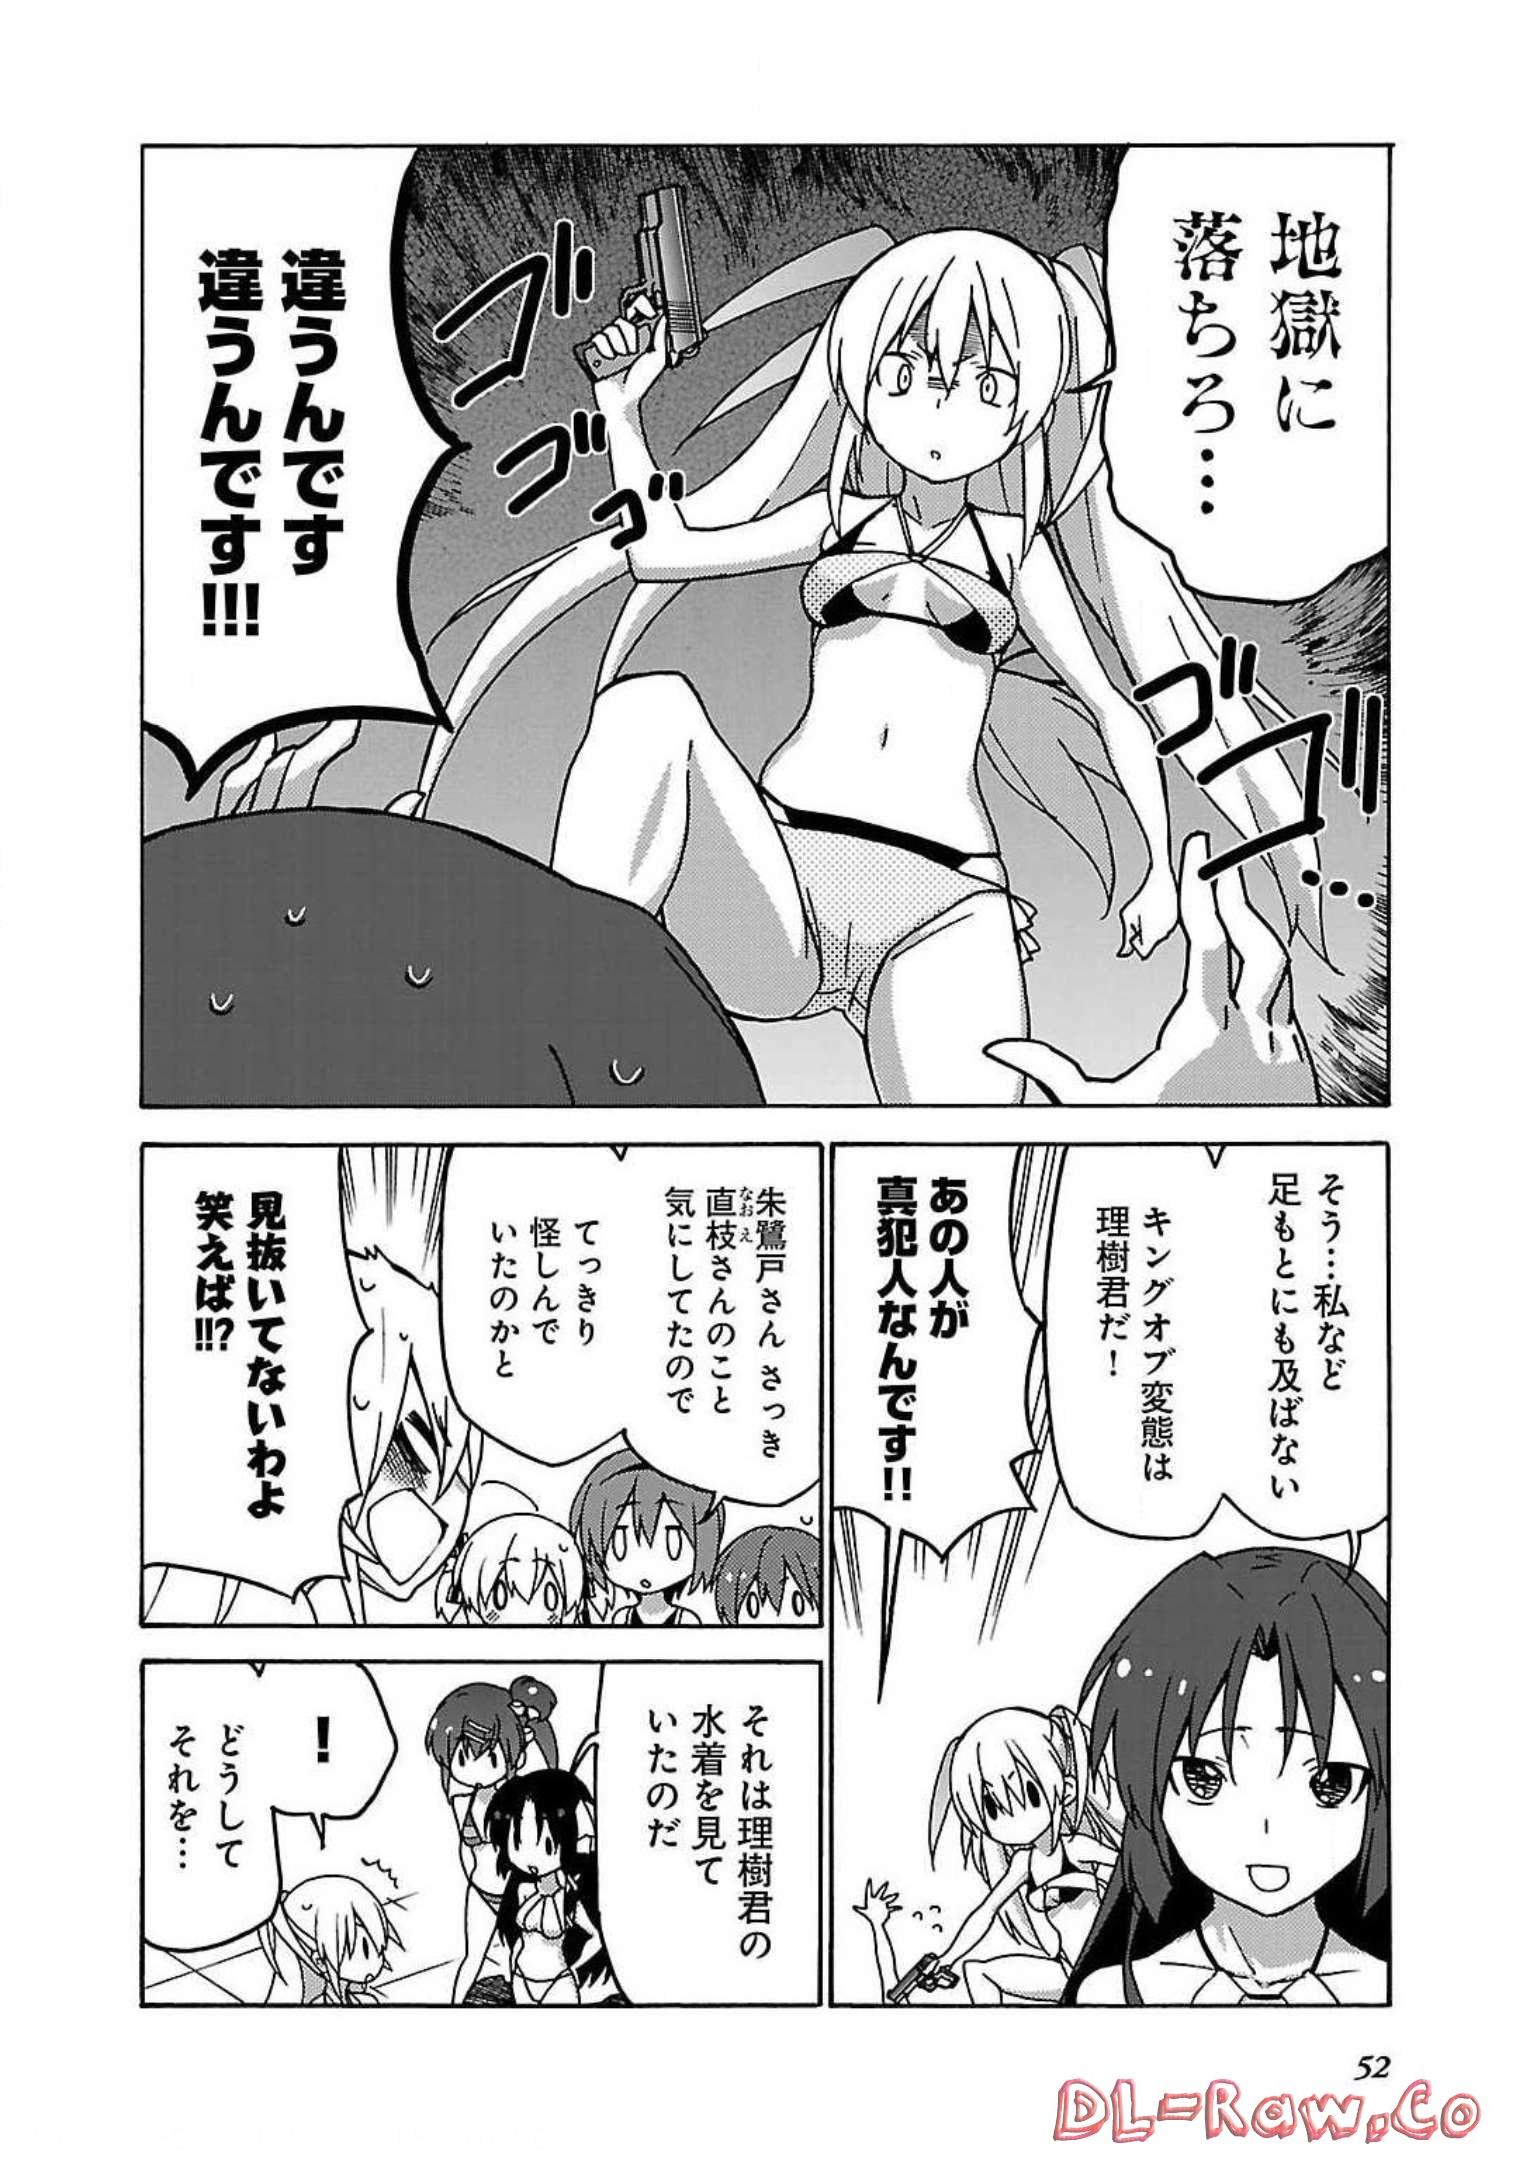 地獄に
落ちろ…
ゴゴゴ
ゴゴゴ…
違うんです
違うんです!!!
そう…私など
足もとにも及ばない
キングオブ変態は
理樹君だ!
あの人が
真犯人なんです!!
朱鷺戸さん さっき
直枝さんのこと
なおえ
気にしてたので
てっきり
怪しんで
いたのかと
見抜いてないわよ
笑えば!!?
それは理樹君の
水着を見て
いたのだ
!
どうして
それを…
52
DL-Raw.Co